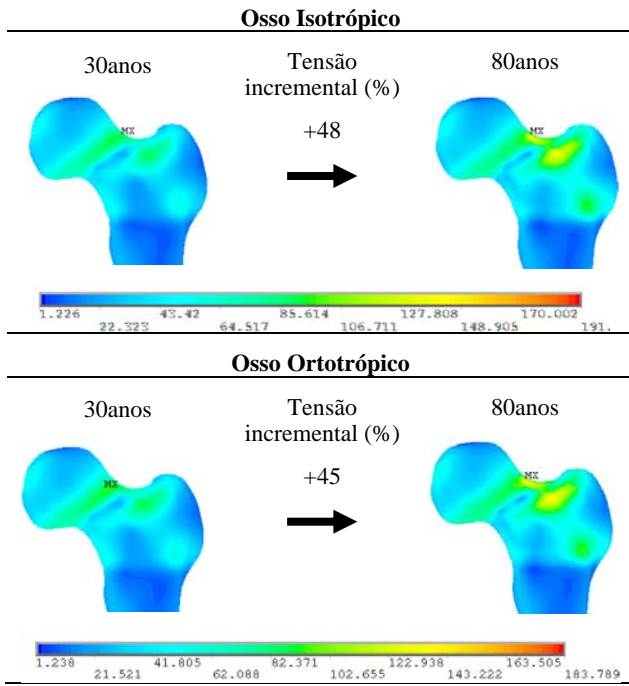 Osso Isotrópico
30anos
Tensão
incremental (%)
80anos
+48
MX
MX
1.226 43.42 85.614 127.808 170.002
22.323 64.517 106.711 148.905 191.
Osso Ortotrópico
30anos
Tensão
incremental (%)
80anos
+45
MX
MX
1.238 41.805 82.371 122.938 163.505
21.521 62.088 102.655 143.222 183.789